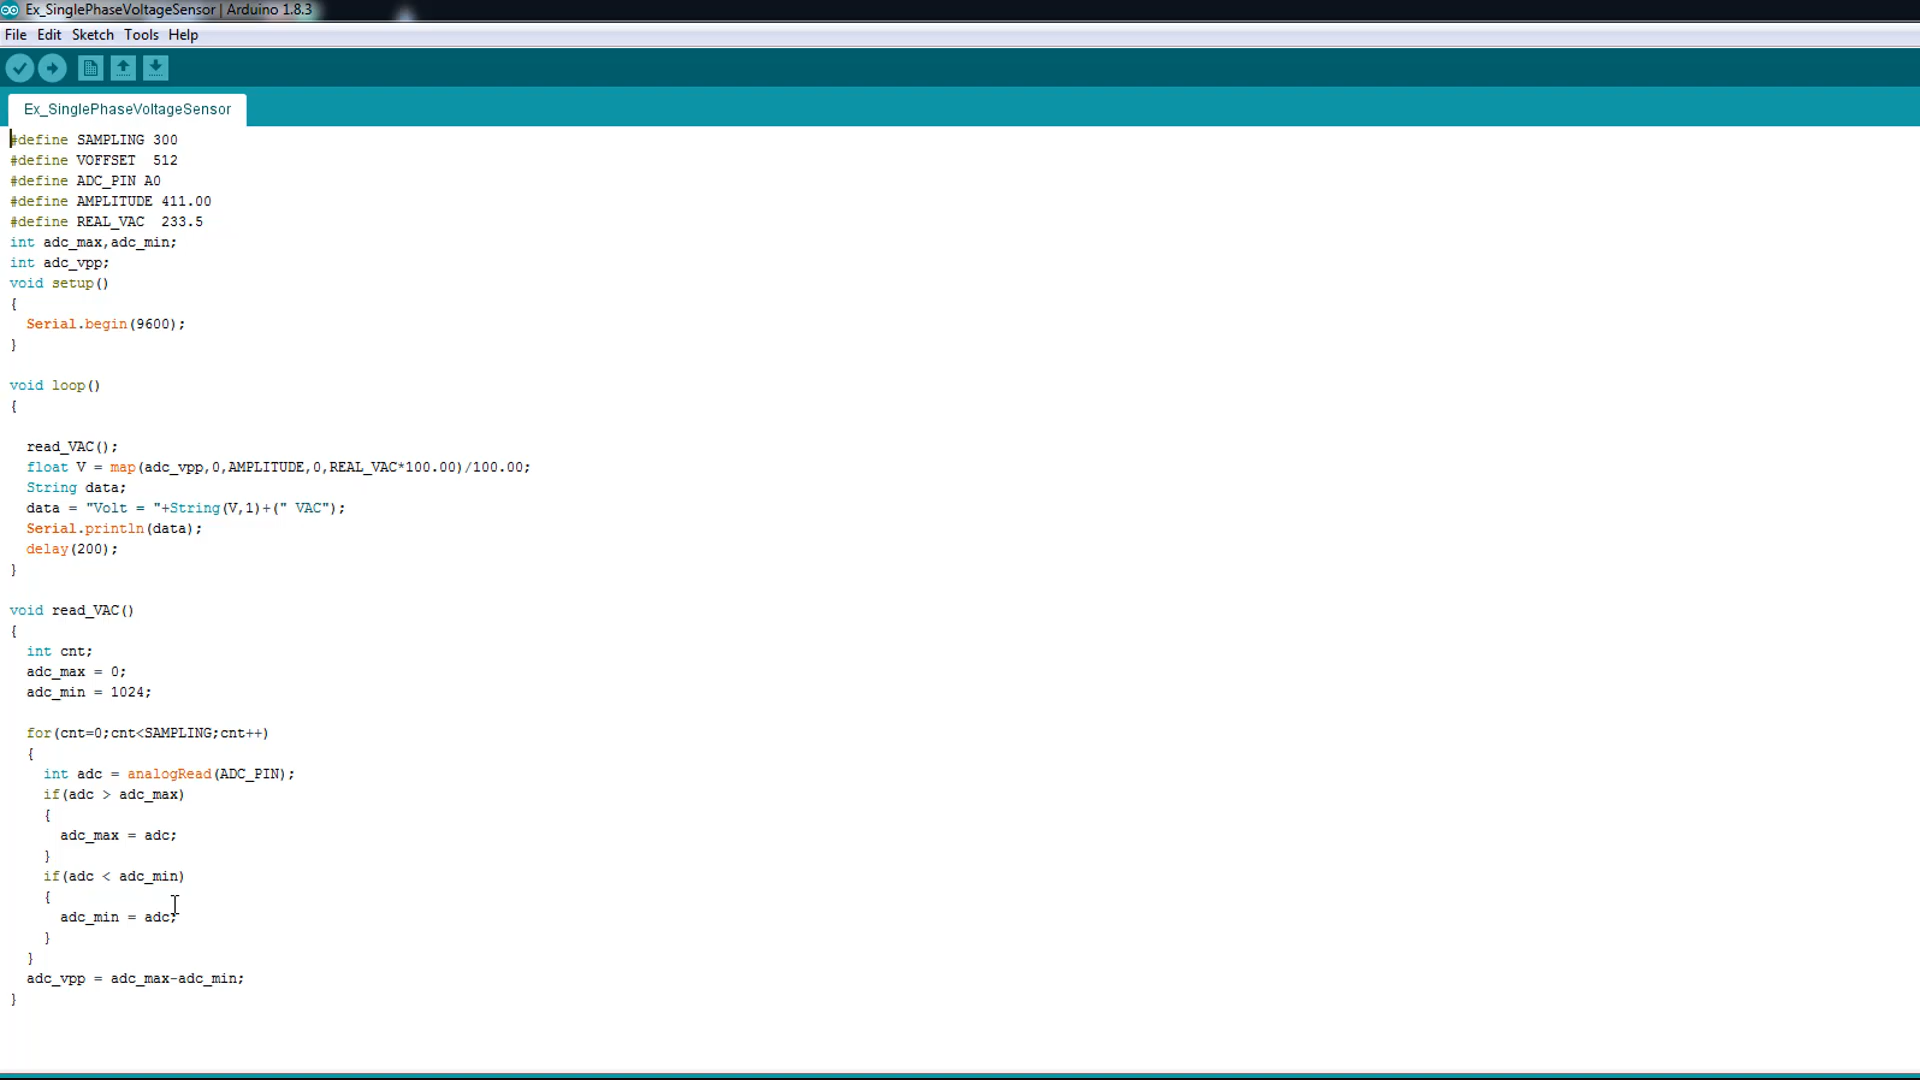 Ex_SinglePhaseVoltageSensor | Arduino 1.8.3
File Edit Sketch Tools Help
Ex_SinglePhaseVoltageSensor
#define SAMPLING 300
#define VOFFSET  512
#define ADC_PIN A0
#define AMPLITUDE 411.00
#define REAL_VAC  233.5
int adc_max,adc_min;
int adc_vpp;
void setup()
{
  Serial.begin(9600);
}
void loop()
{
  read_VAC();
  float V = map(adc_vpp,0,AMPLITUDE,0,REAL_VAC*100.00)/100.00;
  String data;
  data = "Volt = "+String(V,1)+(" VAC");
  Serial.println(data);
  delay(200);
}
void read_VAC()
{
  int cnt;
  adc_max = 0;
  adc_min = 1024;
  for(cnt=0;cnt<SAMPLING;cnt++)
  {
    int adc = analogRead(ADC_PIN);
    if(adc > adc_max)
    {
      adc_max = adc;
    }
    if(adc < adc_min)
    {
      adc_min = adc;
    }
  }
  adc_vpp = adc_max-adc_min;
}